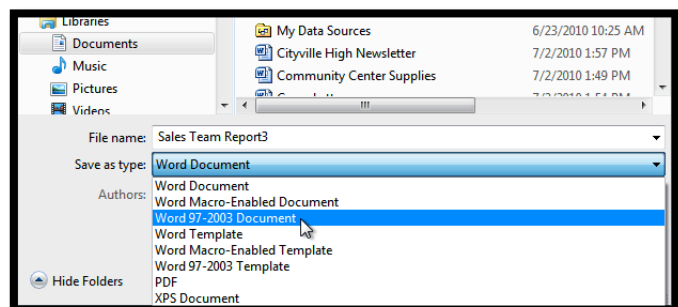 Libraries
My Data Sources 6/23/2010 10:25 AM
Documents
Cityville High Newsletter 7/2/2010 1:57 PM
Music
Community Center Supplies 7/2/2010 1:49 PM
Pictures
Videos
File name: Sales Team Report3
Save as type: Word Document
Authors:
Word Document
Word Macro-Enabled Document
Word 97-2003 Document
Word Template
Word Macro-Enabled Template
Word 97-2003 Template
Hide Folders
PDF
XPS Document